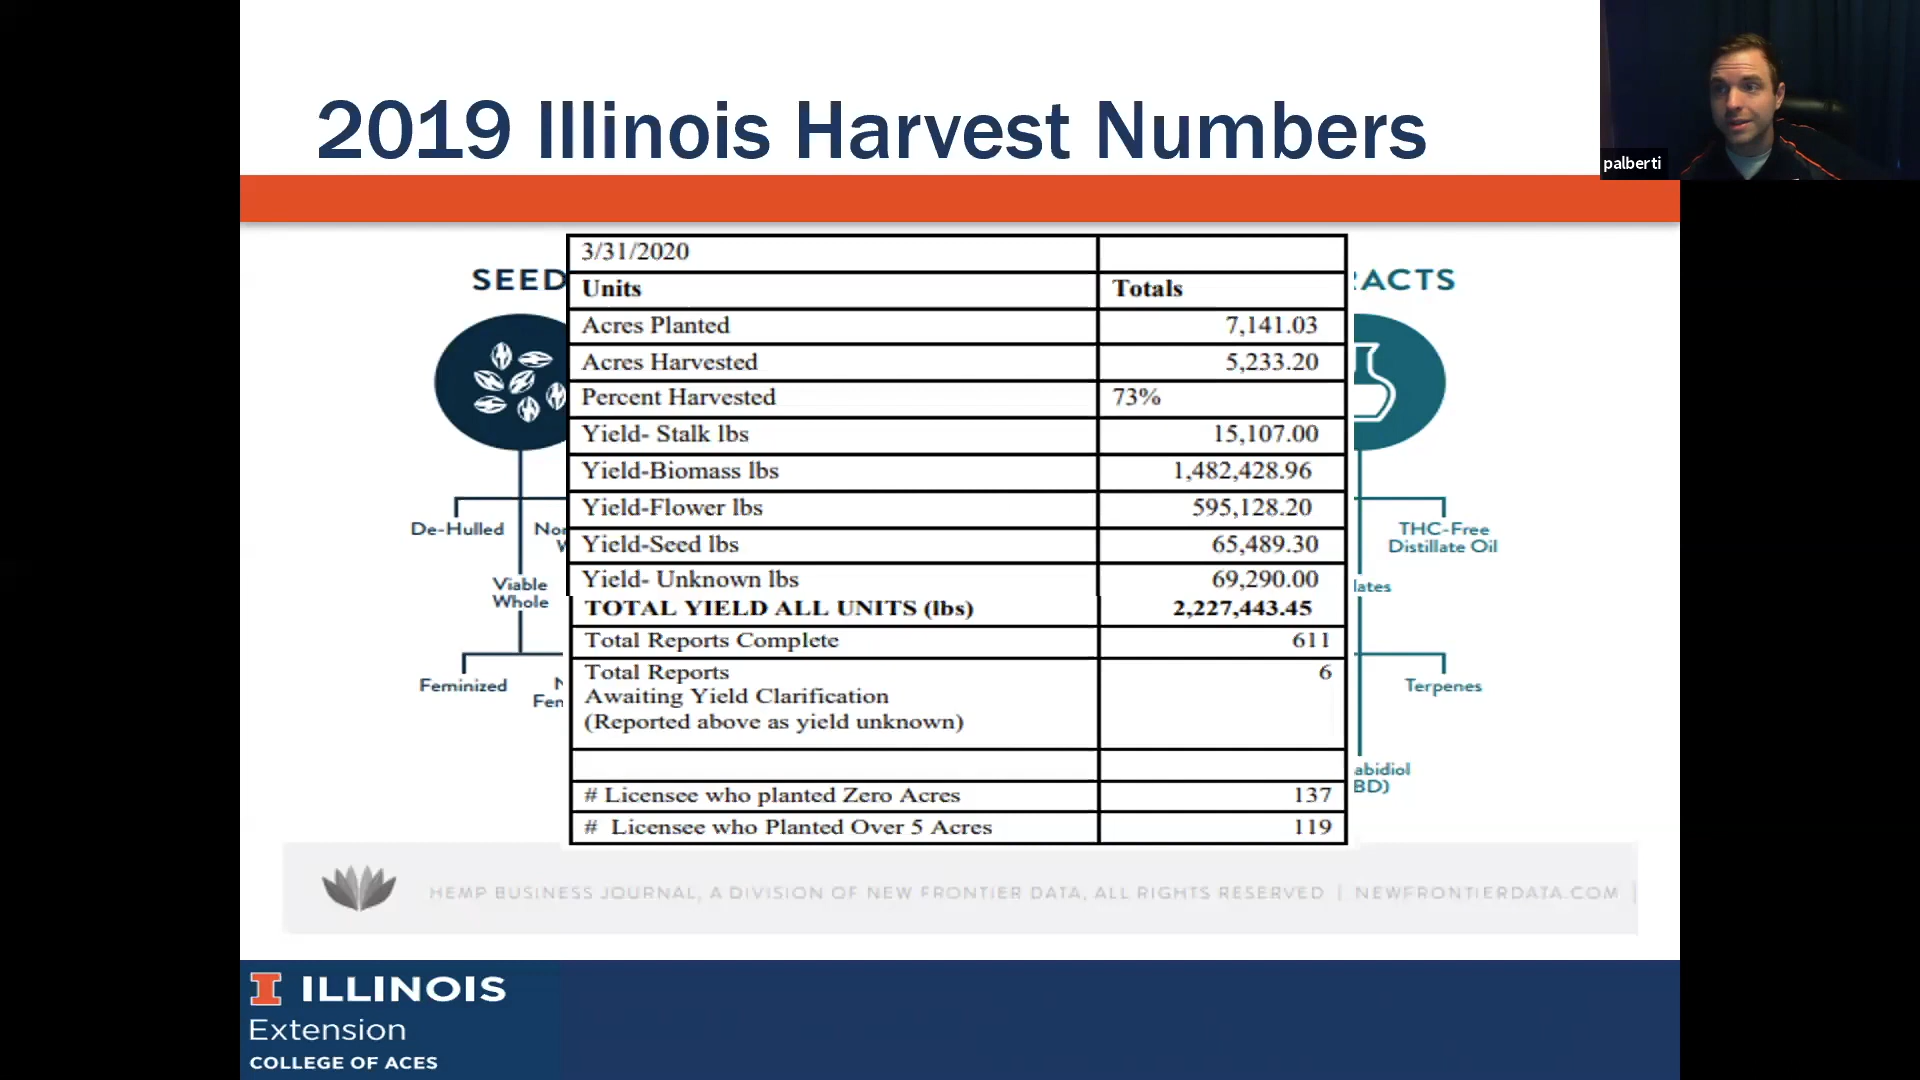 2019 Illinois Harvest Numbers
palberti
3/31/2020
Units Totals
Acres Planted 7,141.03
Acres Harvested 5,233.20
Percent Harvested 73%
Yield- Stalk lbs 15,107.00
Yield-Biomass lbs 1,482,428.96
Yield-Flower lbs 595,128.20
Yield-Seed lbs 65,489.30
Yield- Unknown lbs 69,290.00
TOTAL YIELD ALL UNITS (lbs) 2,227,443.45
Total Reports Complete 611
Total Reports 6
Awaiting Yield Clarification
(Reported above as yield unknown)
# Licensee who planted Zero Acres 137
# Licensee who Planted Over 5 Acres 119
SEED
De-Hulled
Viable
Whole
Feminized
RACTS
THC-Free
Distillate Oil
lates
Terpenes
abidiol
BD)
HEMP BUSINESS JOURNAL, A DIVISION OF NEW FRONTIER DATA, ALL RIGHTS RESERVED | NEWFRONTIERDATA.COM |
I ILLINOIS
Extension
COLLEGE OF ACES